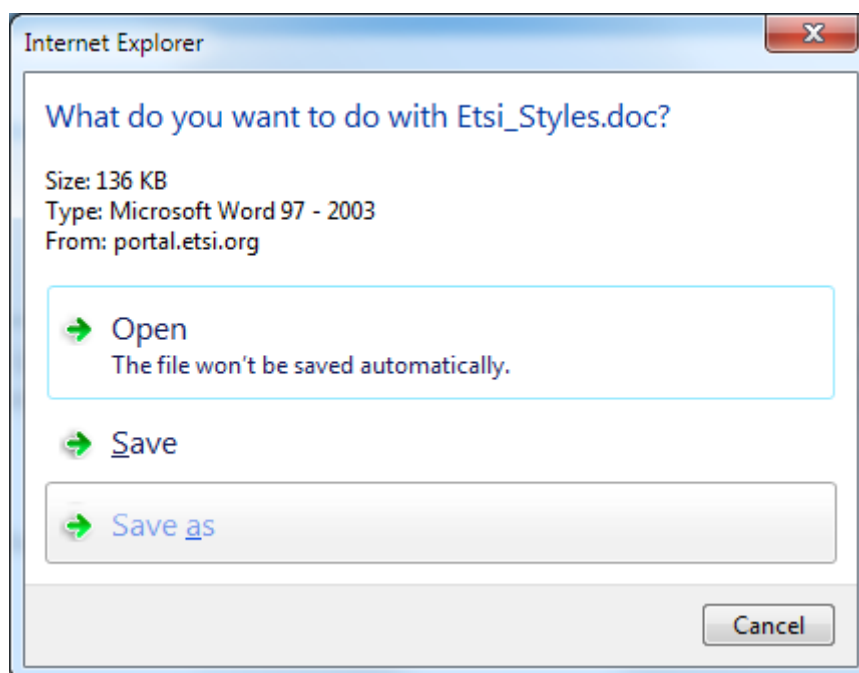 Internet Explorer
What do you want to do with Etsi_Styles.doc?
Size: 136 KB
Type: Microsoft Word 97 - 2003
From: portal.etsi.org
Open
The file won't be saved automatically.
Save
Save as
Cancel